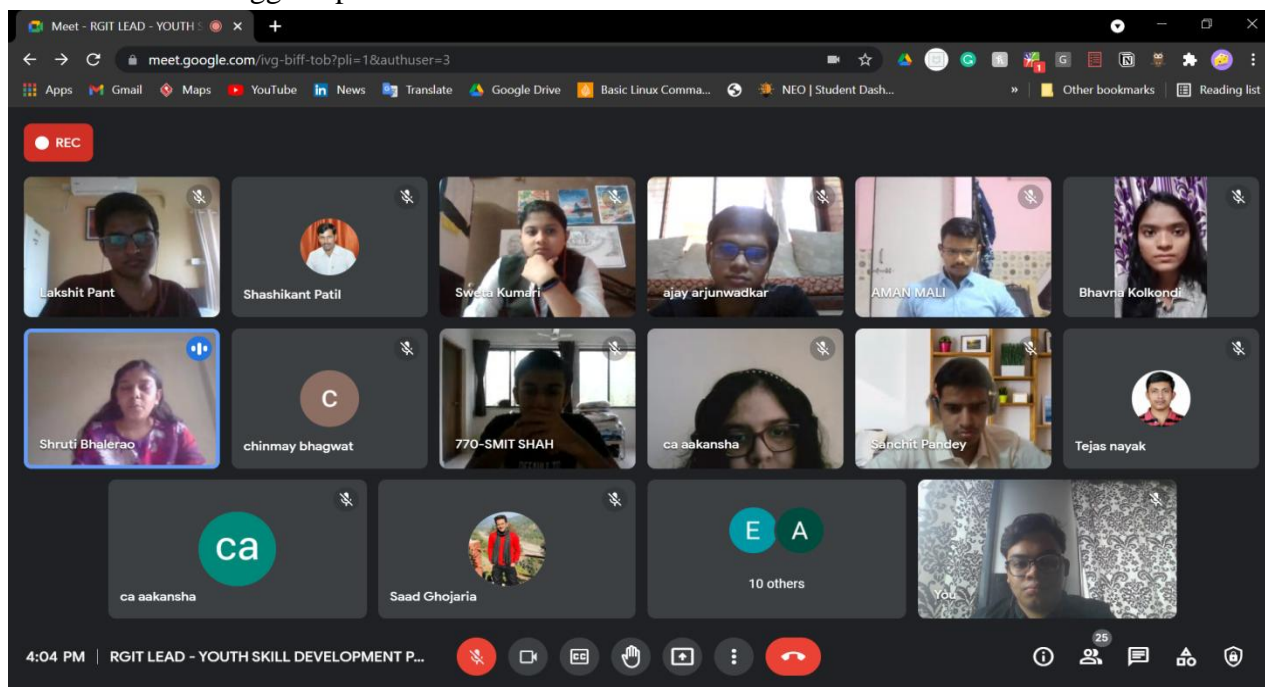 Meet - RGIT LEAD - YOUTH S
meet.google.com/ivg-biff-tob?pli=1&authuser=3
Apps Gmail Maps YouTube in News Translate Google Drive Basic Linux Comma... NEO | Student Dash... » Other bookmarks Reading list
REC
Lakshit Pant Shashikant Patil Sweta Kumari ajay arjunwadkar AMAN MALI Bhavna Kolkondi
C
Shruti Bhalerao chinmay bhagwat 770-SMIT SHAH ca aakansha Sanchit Pandey Tejas nayak
ca E A
10 others
ca aakansha Saad Ghojaria You
25
4:04 PM | RGIT LEAD - YOUTH SKILL DEVELOPMENT P... CC